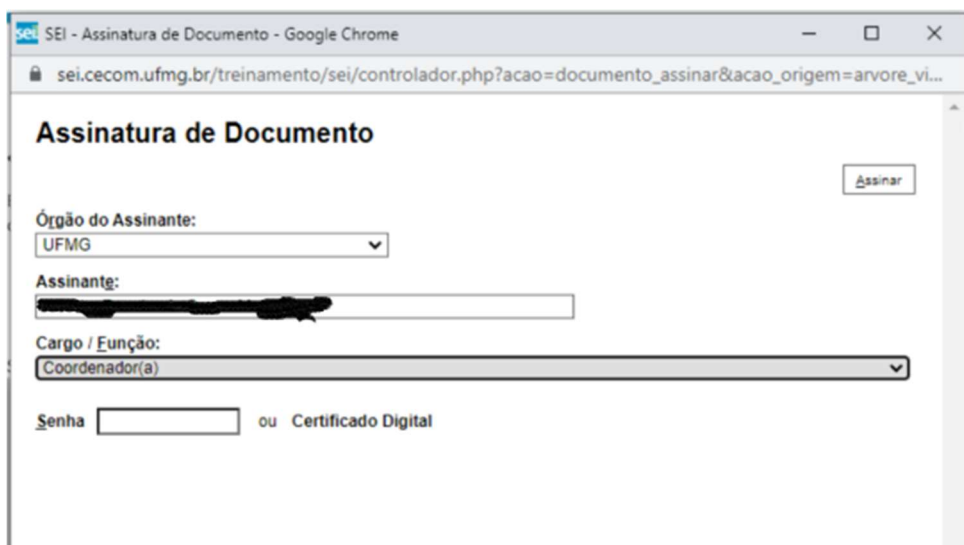 sei SEI - Assinatura de Documento - Google Chrome
sei.cecom.ufmg.br/treinamento/sei/controlador.php?acao=documento_assinar&acao_origem=arvore_vi...
Assinatura de Documento
Assinar
Órgão do Assinante:
UFMG
Assinante:
Cargo / Função:
Coordenador(a)
Senha ou Certificado Digital